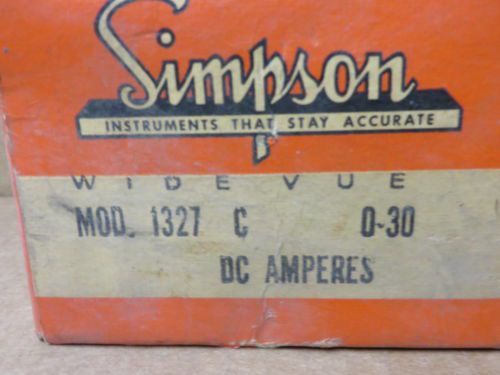 Simpson
INSTRUMENTS THAT STAY ACCURATE
WIDE VUE
MOD. 1327 C 0-30
DC AMPERES